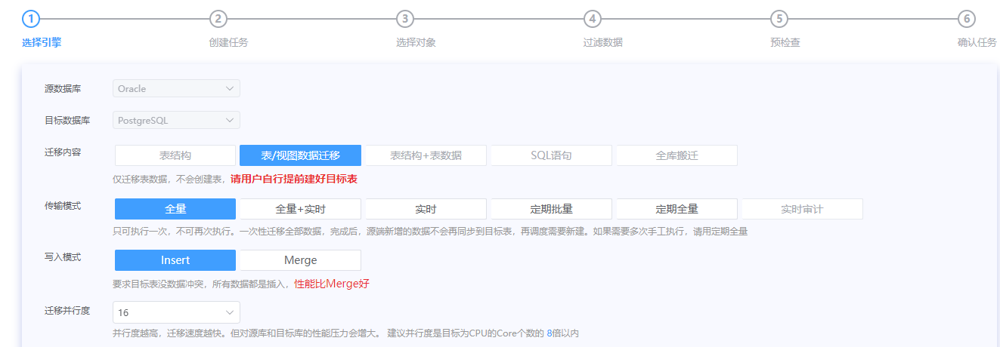 1 2 3 4 5 6
选择引擎 创建任务 选择对象 过滤数据 预检查 确认任务
源数据库 Oracle
目标数据库 PostgreSQL
迁移内容 表结构 表/视图数据迁移 表结构+表数据 SQL语句 全库搬迁
仅迁移表数据，不会创建表，请用户自行提前建好目标表
传输模式 全量 全量+实时 实时 定期批量 定期全量 实时审计
只可执行一次，不可再次执行。一次性迁移全部数据，完成后，源端新增的数据不会再同步到目标表，再调度需要新建。如果需要多次手工执行，请用定期全量
写入模式 Insert Merge
要求目标表没数据冲突，所有数据都是插入，性能比Merge好
迁移并行度 16
并行度越高，迁移速度越快。但对源库和目标库的性能压力会增大。 建议并行度是目标为CPU的Core个数的 8倍以内